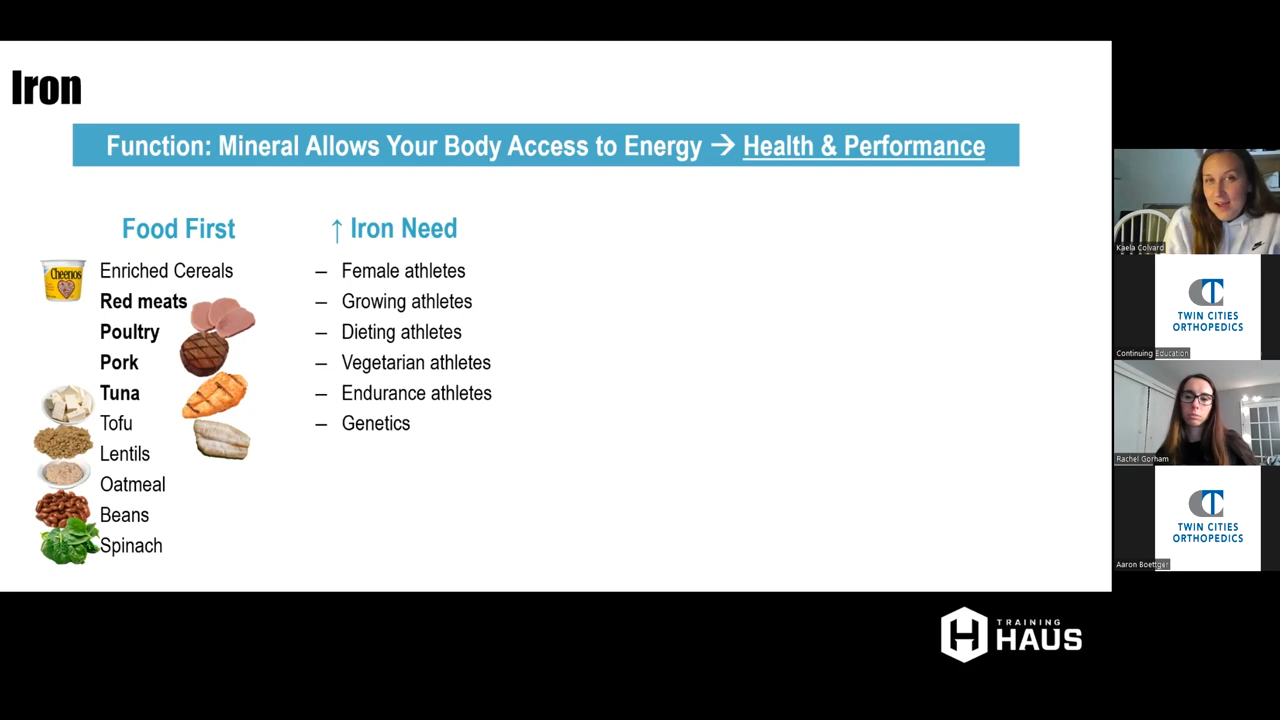 Iron
Function: Mineral Allows Your Body Access to Energy → Health & Performance
Food First
Enriched Cereals
Red meats
Poultry
Pork
Tuna
Tofu
Lentils
Oatmeal
Beans
Spinach
↑ Iron Need
– Female athletes
– Growing athletes
– Dieting athletes
– Vegetarian athletes
– Endurance athletes
– Genetics
Cheerios
Kaela Colvard
TWIN CITIES
ORTHOPEDICS
Continuing Education
Rachel Gorham
TWIN CITIES
ORTHOPEDICS
Aaron Boettger
TRAINING
HAUS